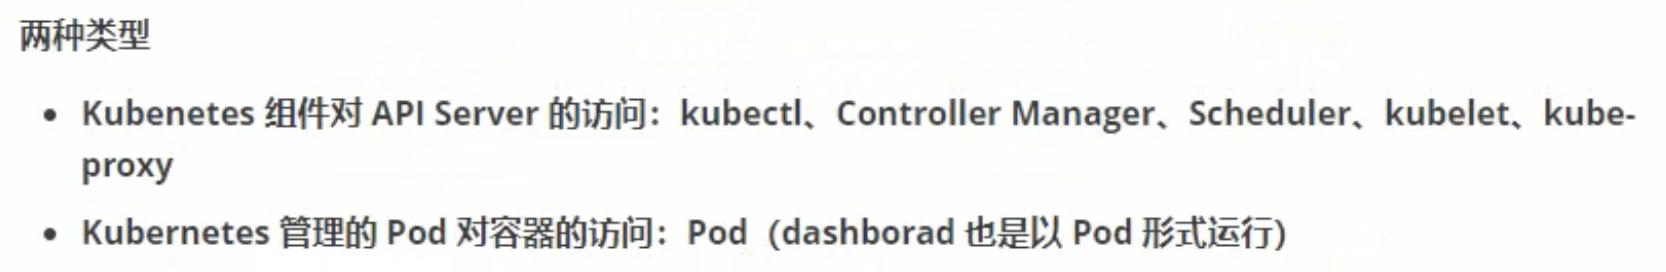 两种类型
• Kubenetes 组件对 API Server 的访问：kubectl、Controller Manager、Scheduler、kubelet、kube-
proxy
• Kubernetes 管理的 Pod 对容器的访问：Pod（dashborad 也是以 Pod 形式运行）